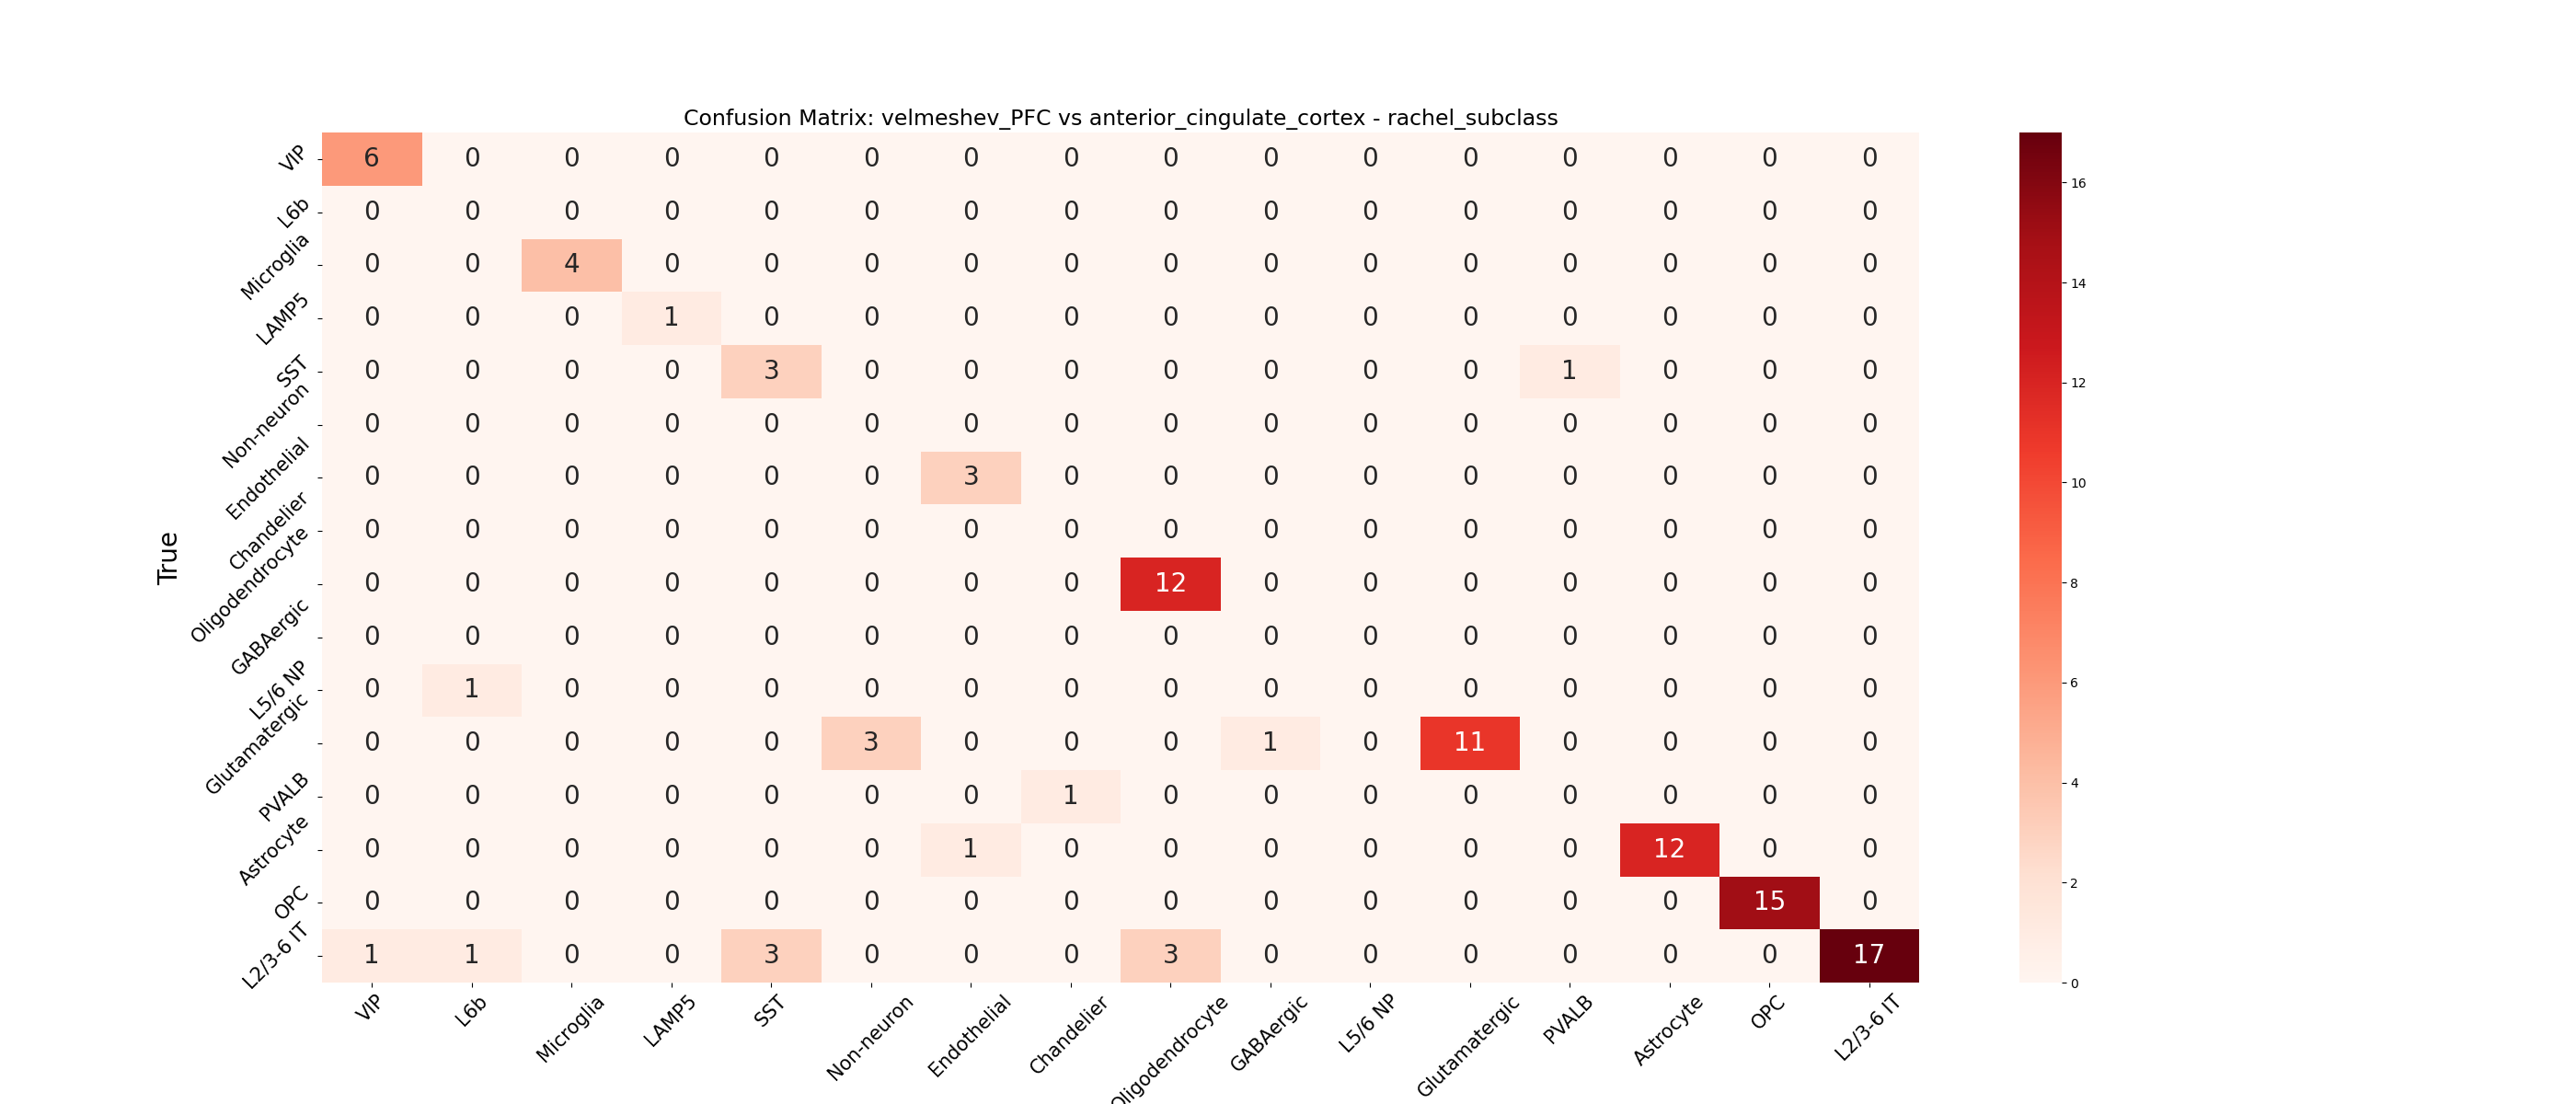 Confusion Matrix: velmeshev_PFC vs anterior_cingulate_cortex - rachel_subclass
True
VIP 6 0 0 0 0 0 0 0 0 0 0 0 0 0 0 0
L6b 0 0 0 0 0 0 0 0 0 0 0 0 0 0 0 0
Microglia 0 0 4 0 0 0 0 0 0 0 0 0 0 0 0 0
LAMP5 0 0 0 1 0 0 0 0 0 0 0 0 0 0 0 0
SST 0 0 0 0 3 0 0 0 0 0 0 0 1 0 0 0
Non-neuron 0 0 0 0 0 0 0 0 0 0 0 0 0 0 0 0
Endothelial 0 0 0 0 0 0 3 0 0 0 0 0 0 0 0 0
Chandelier 0 0 0 0 0 0 0 0 0 0 0 0 0 0 0 0
Oligodendrocyte 0 0 0 0 0 0 0 0 12 0 0 0 0 0 0 0
GABAergic 0 0 0 0 0 0 0 0 0 0 0 0 0 0 0 0
L5/6 NP 0 1 0 0 0 0 0 0 0 0 0 0 0 0 0 0
Glutamatergic 0 0 0 0 0 3 0 0 0 1 0 11 0 0 0 0
PVALB 0 0 0 0 0 0 0 1 0 0 0 0 0 0 0 0
Astrocyte 0 0 0 0 0 0 1 0 0 0 0 0 0 12 0 0
OPC 0 0 0 0 0 0 0 0 0 0 0 0 0 0 15 0
L2/3-6 IT 1 1 0 0 3 0 0 0 3 0 0 0 0 0 0 17
VIP L6b Microglia LAMP5 SST Non-neuron Endothelial Chandelier Oligodendrocyte GABAergic L5/6 NP Glutamatergic PVALB Astrocyte OPC L2/3-6 IT
16
14
12
10
8
6
4
2
0